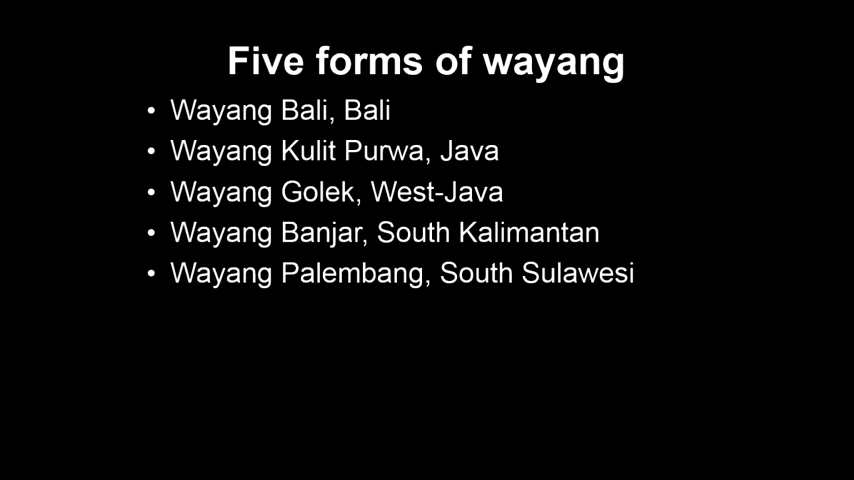 Five forms of wayang
• Wayang Bali, Bali
• Wayang Kulit Purwa, Java
• Wayang Golek, West-Java
• Wayang Banjar, South Kalimantan
• Wayang Palembang, South Sulawesi